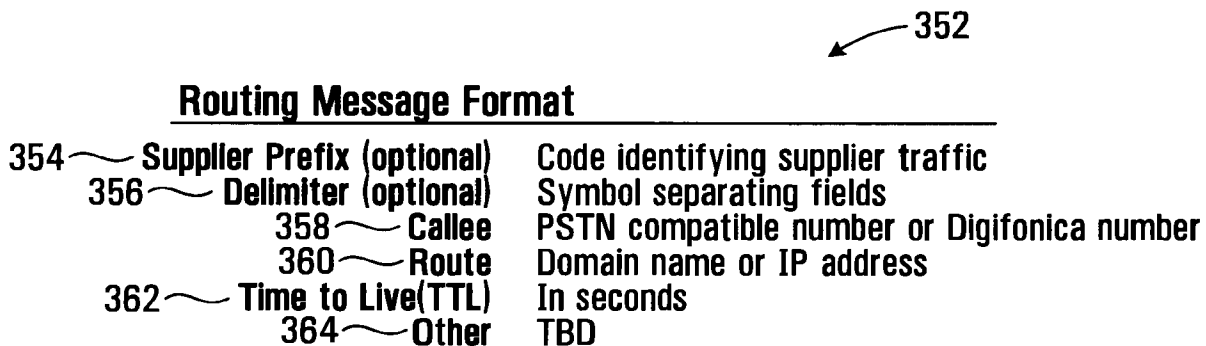 352
Routing Message Format
354 Supplier Prefix (optional) Code identifying supplier traffic
356 Delimiter (optional) Symbol separating fields
358 Callee PSTN compatible number or Digifonica number
360 Route Domain name or IP address
362 Time to Live(TTL) In seconds
364 Other TBD